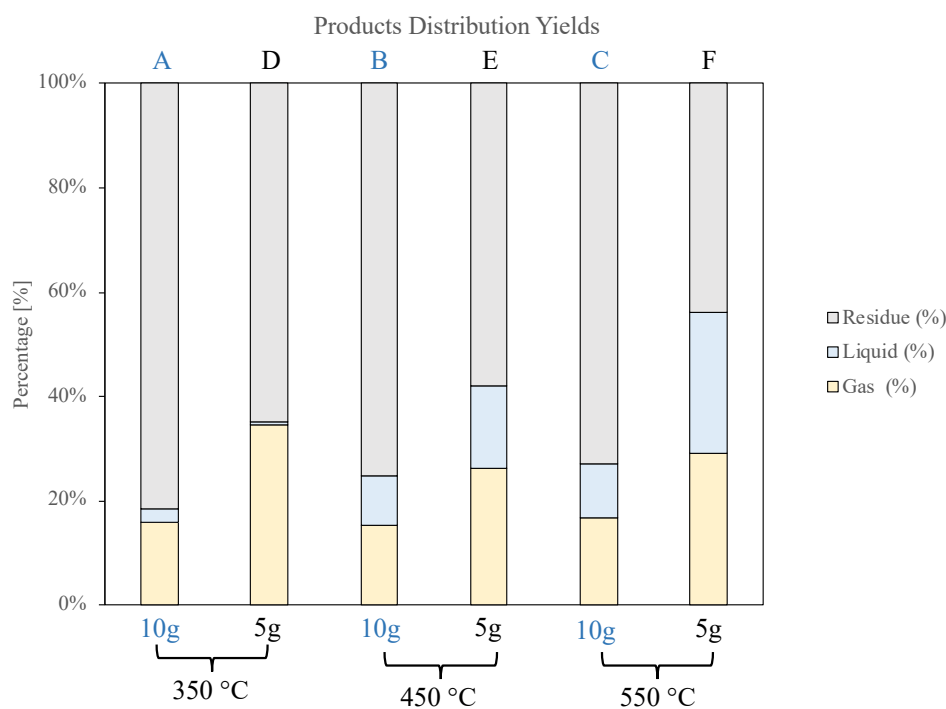 Products Distribution Yields
A D B E C F
100%
80%
60%
40%
20%
0%
Percentage [%]
Residue (%)
Liquid (%)
Gas (%)
10g 5g 10g 5g 10g 5g
350 °C 450 °C 550 °C